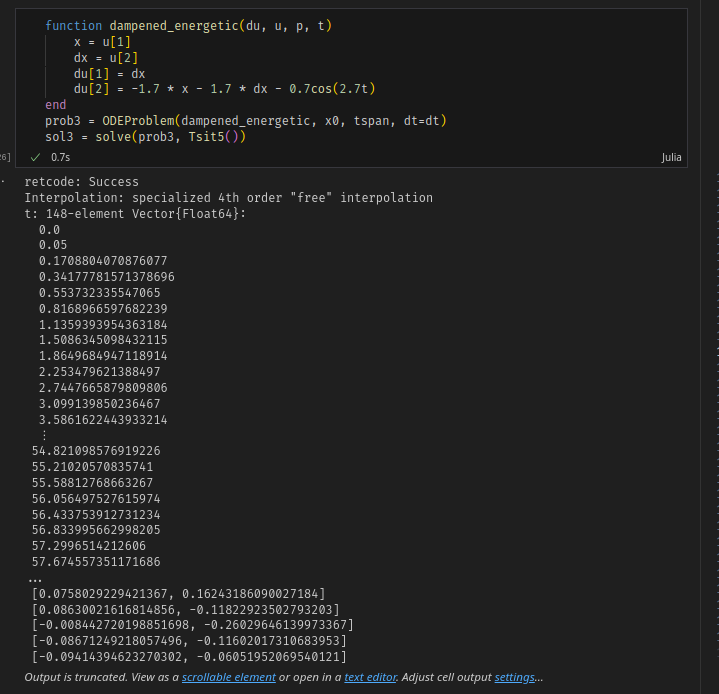 function dampened_energetic(du, u, p, t)
    x = u[1]
    dx = u[2]
    du[1] = dx
    du[2] = -1.7 * x - 1.7 * dx - 0.7cos(2.7t)
end
prob3 = ODEProblem(dampened_energetic, x0, tspan, dt=dt)
sol3 = solve(prob3, Tsit5())
26] ✓ 0.7s Julia
retcode: Success
Interpolation: specialized 4th order "free" interpolation
t: 148-element Vector{Float64}:
  0.0
  0.05
  0.1708804070876077
  0.34177781571378696
  0.553732335547065
  0.8168966597682239
  1.1359393954363184
  1.5086345098432115
  1.8649684947118914
  2.253479621388497
  2.7447665879809806
  3.099139850236467
  3.5861622443933214
  ⋮
 54.821098576919226
 55.21020570835741
 55.58812768663267
 56.056497527615974
 56.433753912731234
 56.833995662998205
 57.2996514212606
 57.674557351171686
...
 [0.0758029229421367, 0.16243186090027184]
 [0.08630021616814856, -0.11822923502793203]
 [-0.008442720198851698, -0.26029646139973367]
 [-0.08671249218057496, -0.11602017310683953]
 [-0.09414394623270302, -0.06051952069540121]
Output is truncated. View as a scrollable element or open in a text editor. Adjust cell output settings...